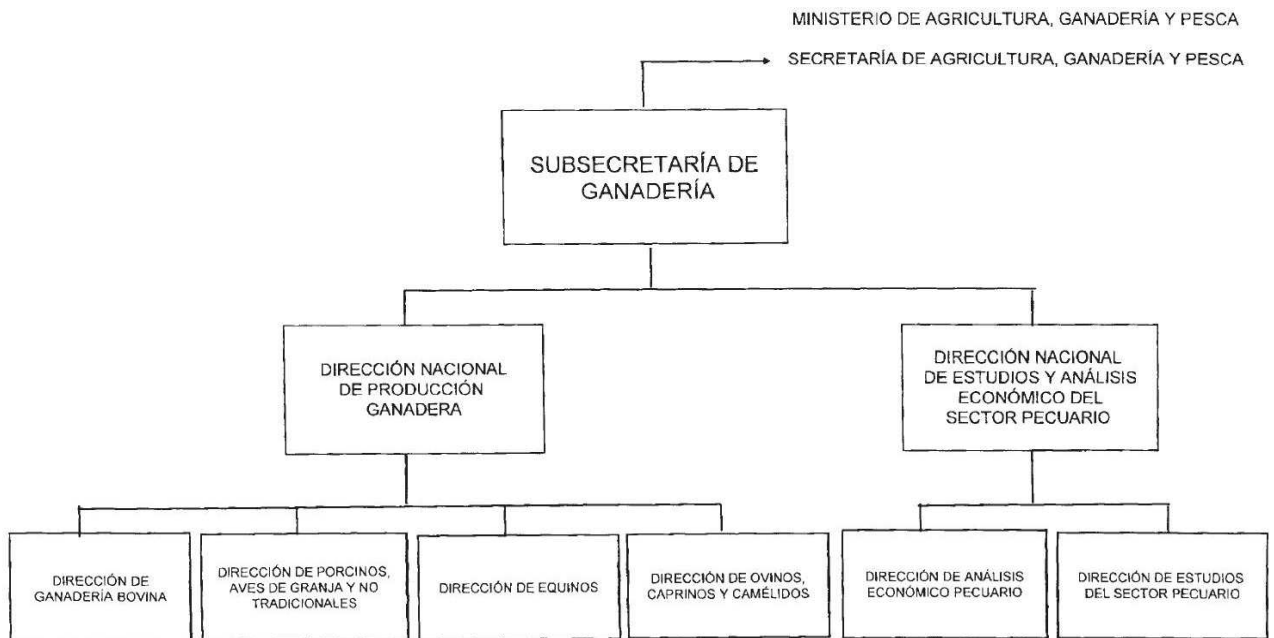 MINISTERIO DE AGRICULTURA, GANADERÍA Y PESCA
SECRETARÍA DE AGRICULTURA, GANADERÍA Y PESCA
SUBSECRETARÍA DE
GANADERÍA
DIRECCIÓN NACIONAL
DE PRODUCCIÓN
GANADERA
DIRECCIÓN NACIONAL
DE ESTUDIOS Y ANÁLISIS
ECONÓMICO DEL
SECTOR PECUARIO
DIRECCIÓN DE
GANADERÍA BOVINA
DIRECCIÓN DE PORCINOS,
AVES DE GRANJA Y NO
TRADICIONALES
DIRECCIÓN DE EQUINOS
DIRECCIÓN DE OVINOS,
CAPRINOS Y CAMÉLIDOS
DIRECCIÓN DE ANÁLISIS
ECONÓMICO PECUARIO
DIRECCIÓN DE ESTUDIOS
DEL SECTOR PECUARIO